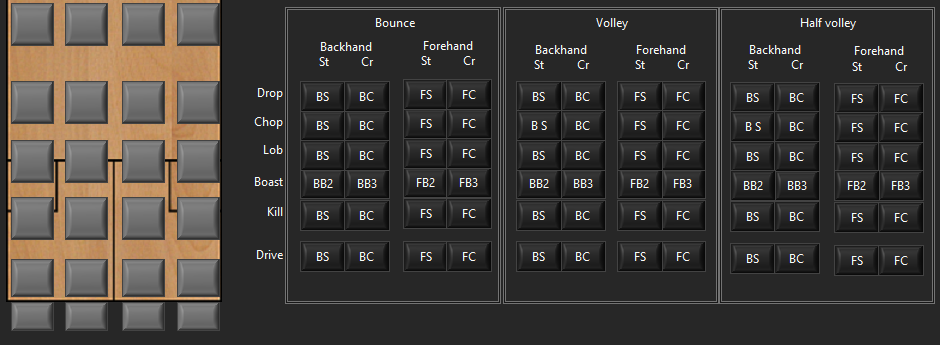 Bounce Volley Half volley
Backhand Forehand Backhand Forehand Backhand Forehand
St Cr St Cr St Cr St Cr St Cr St Cr
Drop BS BC FS FC BS BC FS FC BS BC FS FC
Chop BS BC FS FC B S BC FS FC B S BC FS FC
Lob BS BC FS FC BS BC FS FC BS BC FS FC
Boast BB2 BB3 FB2 FB3 BB2 BB3 FB2 FB3 BB2 BB3 FB2 FB3
Kill BS BC FS FC BS BC FS FC BS BC FS FC
Drive BS BC FS FC BS BC FS FC BS BC FS FC